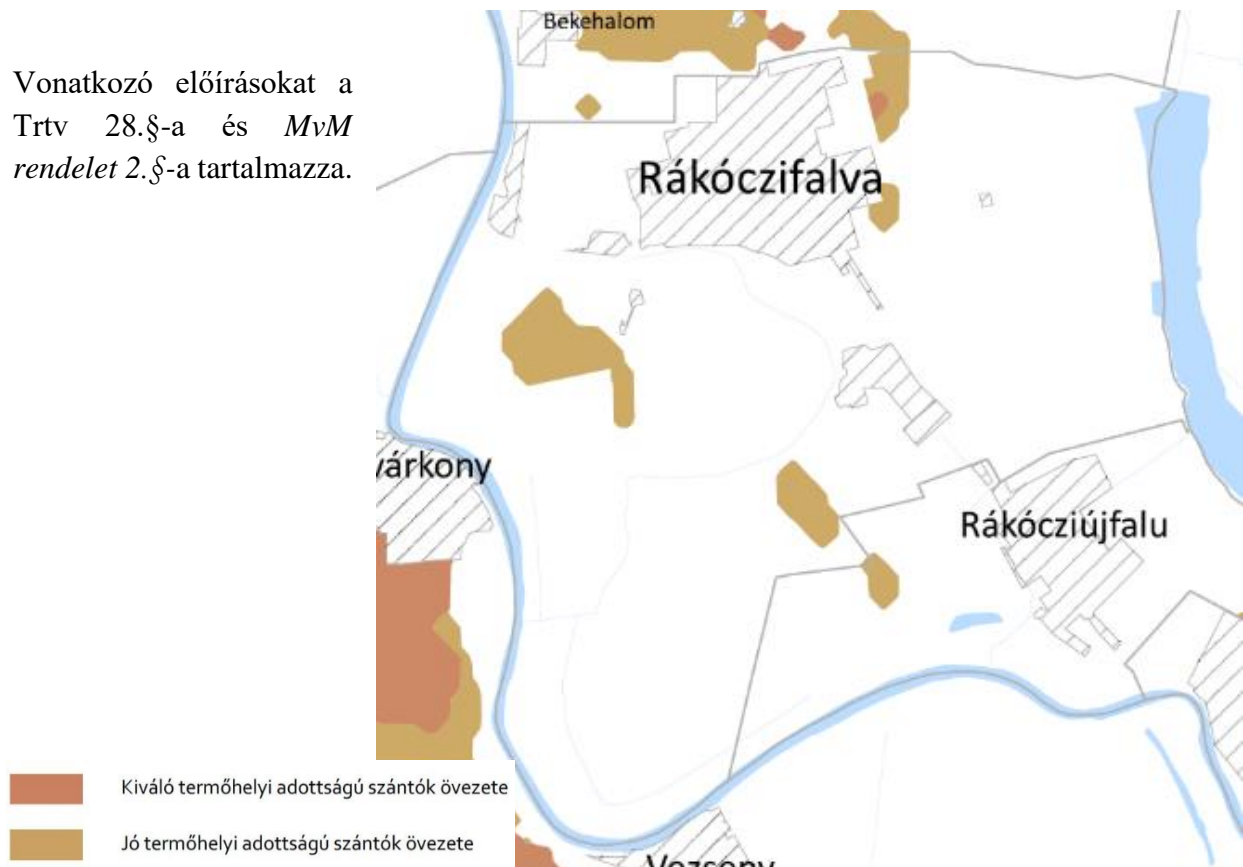 Vonatkozó előírásokat a
Trtv 28.§-a és MvM
rendelet 2.§-a tartalmazza.
Bekehalom
Rákóczifalva
várkony
Rákócziújfalu
Vezseny
Kiváló termőhelyi adottságú szántók övezete
Jó termőhelyi adottságú szántók övezete